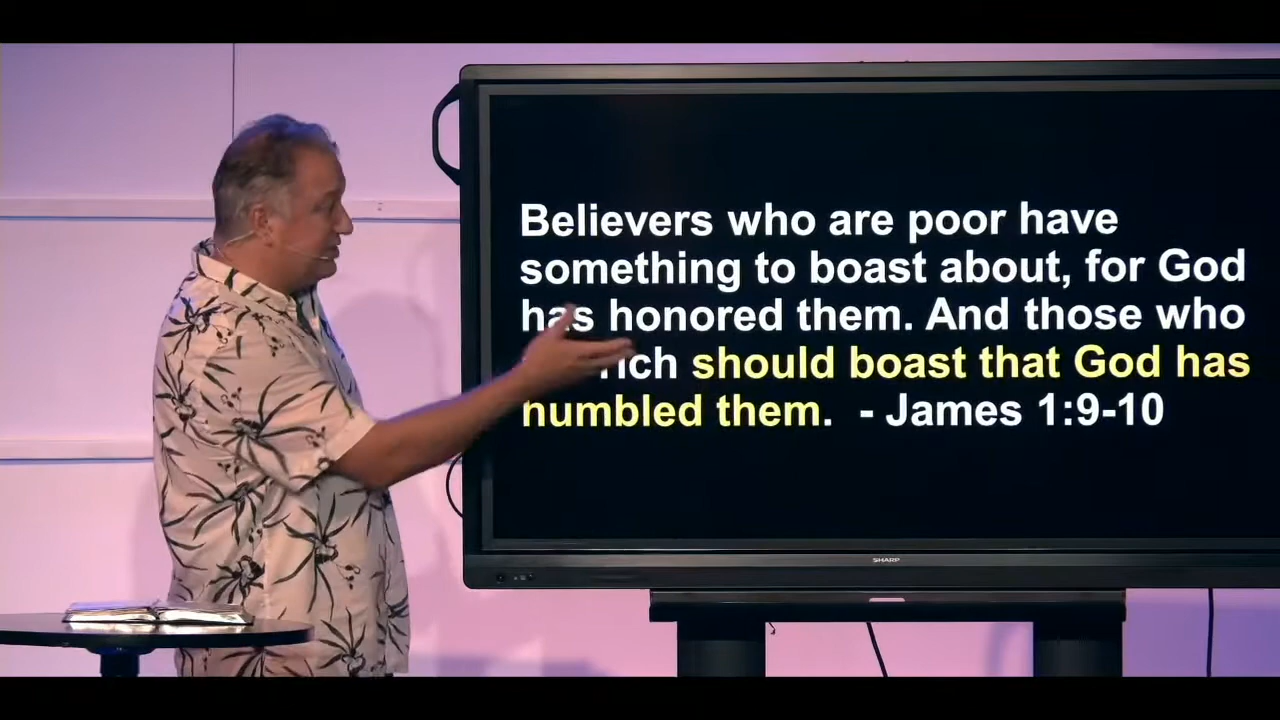 Believers who are poor have
something to boast about, for God
has honored them. And those who
rich should boast that God has
humbled them.  - James 1:9-10
SHARP